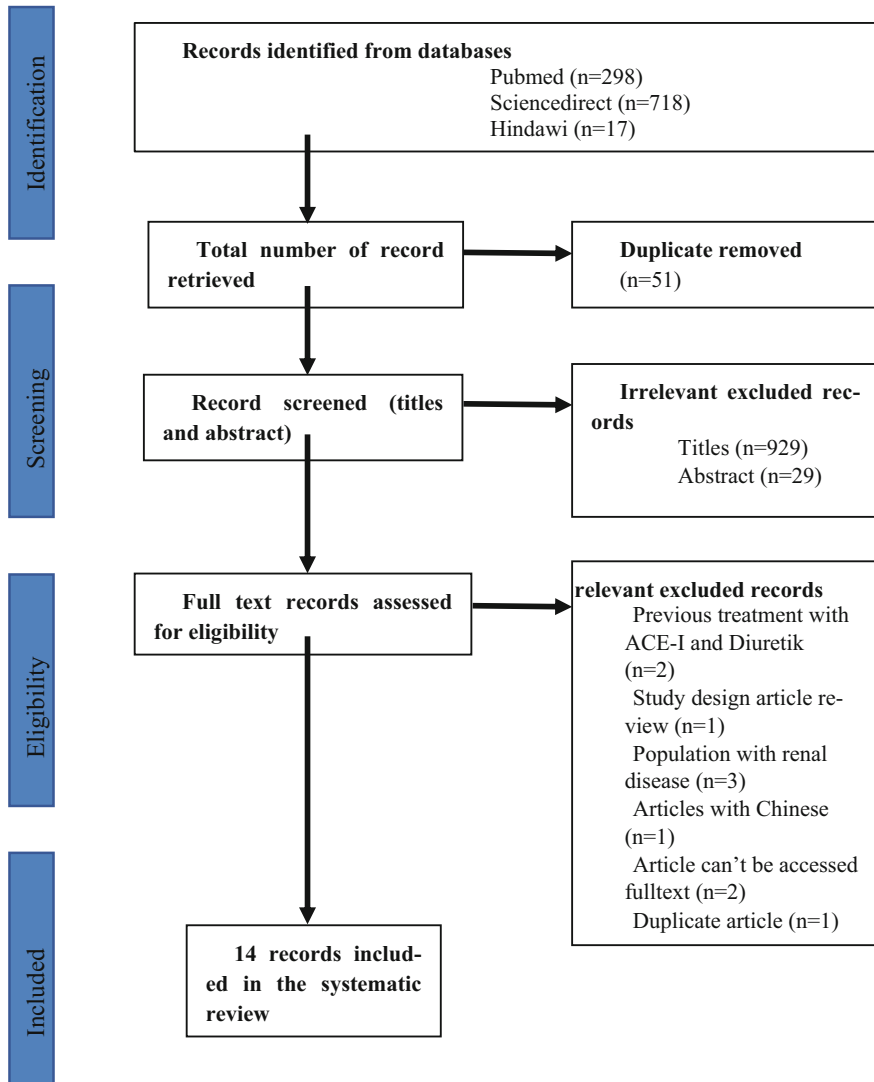 Identification
Records identified from databases
Pubmed (n=298)
Sciencedirect (n=718)
Hindawi (n=17)
Total number of record
retrieved
Duplicate removed
(n=51)
Screening
Record screened (titles
and abstract)
Irrelevant excluded rec-
ords
Titles (n=929)
Abstract (n=29)
Eligibility
Full text records assessed
for eligibility
relevant excluded records
Previous treatment with
ACE-I and Diuretik
(n=2)
Study design article re-
view (n=1)
Population with renal
disease (n=3)
Articles with Chinese
(n=1)
Article can’t be accessed
fulltext (n=2)
Duplicate article (n=1)
Included
14 records includ-
ed in the systematic
review